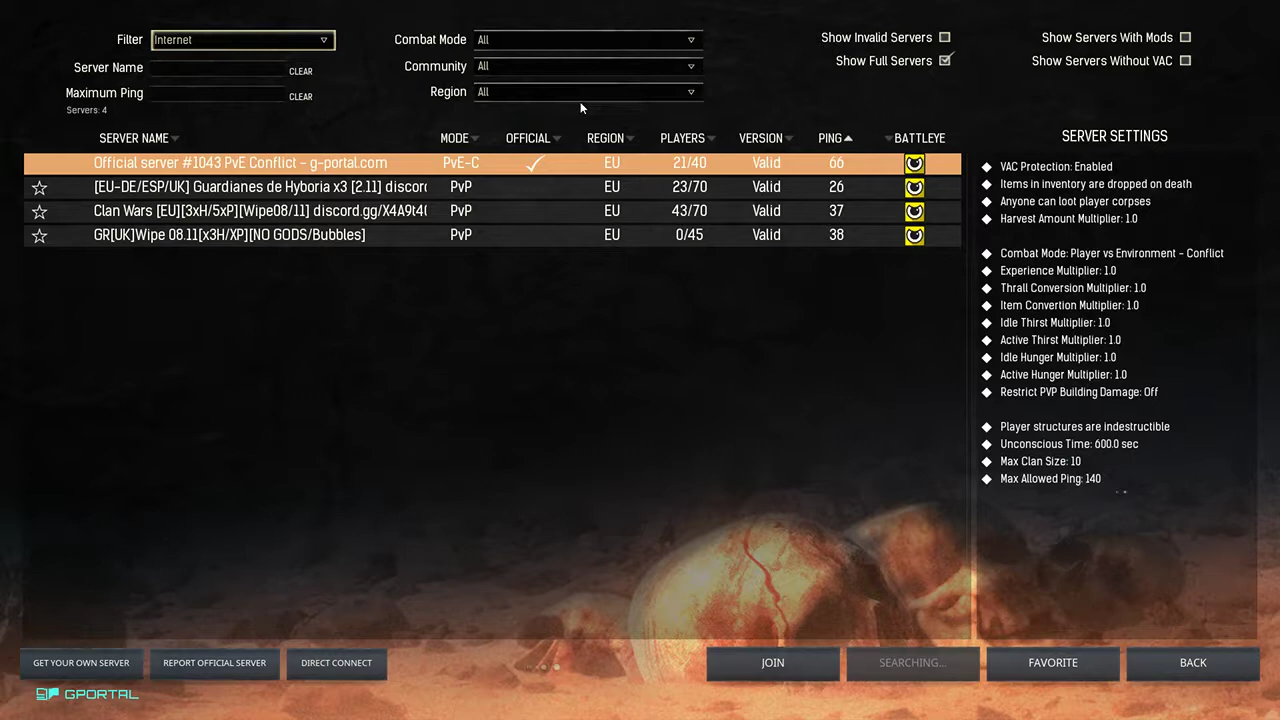 Filter Internet
Server Name CLEAR
Maximum Ping CLEAR
Servers: 4
Combat Mode All
Community All
Region All
Show Invalid Servers
Show Full Servers
Show Servers With Mods
Show Servers Without VAC
SERVER NAME MODE OFFICIAL REGION PLAYERS VERSION PING BATTLEYE
Official server #1043 PvE Conflict - g-portal.com PvE-C EU 21/40 Valid 66
[EU-DE/ESP/UK] Guardianes de Hyboria x3 [2.11] discor PvP EU 23/70 Valid 26
Clan Wars [EU][3xH/5xP][Wipe08/11] discord.gg/X4A9t4 PvP EU 43/70 Valid 37
GR[UK]Wipe 08.11[x3H/XP][NO GODS/Bubbles] PvP EU 0/45 Valid 38
SERVER SETTINGS
VAC Protection: Enabled
Items in inventory are dropped on death
Anyone can loot player corpses
Harvest Amount Multiplier: 1.0
Combat Mode: Player vs Environment - Conflict
Experience Multiplier: 1.0
Thrall Conversion Multiplier: 1.0
Item Convertion Multiplier: 1.0
Idle Thirst Multiplier: 1.0
Active Thirst Multiplier: 1.0
Idle Hunger Multiplier: 1.0
Active Hunger Multiplier: 1.0
Restrict PVP Building Damage: Off
Player structures are indestructible
Unconscious Time: 600.0 sec
Max Clan Size: 10
Max Allowed Ping: 140
GET YOUR OWN SERVER REPORT OFFICIAL SERVER DIRECT CONNECT JOIN SEARCHING... FAVORITE BACK
GPORTAL